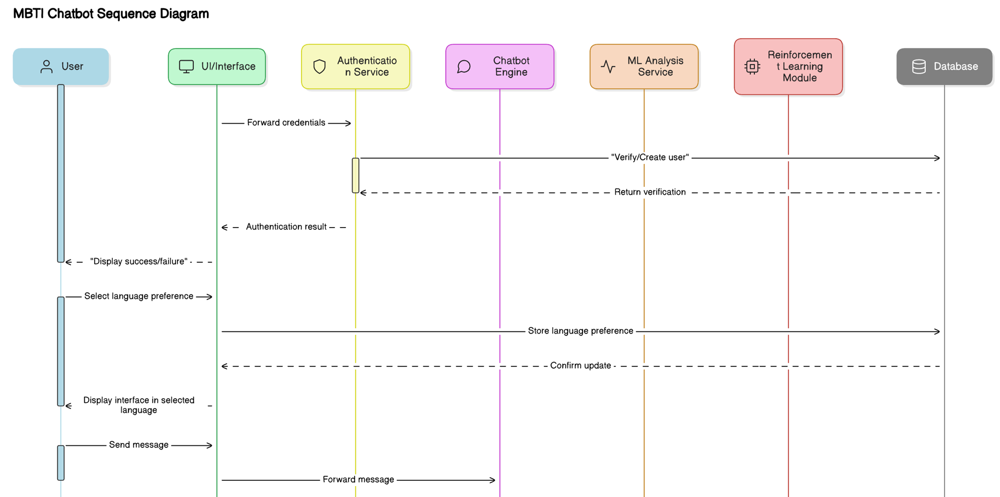 MBTI Chatbot Sequence Diagram
User
UI/Interface
Authenticatio
n Service
Chatbot
Engine
ML Analysis
Service
Reinforcemen
t Learning
Module
Database
Forward credentials
"Verify/Create user"
Return verification
Authentication result
"Display success/failure"
Select language preference
Store language preference
Confirm update
Display interface in selected
language
Send message
Forward message